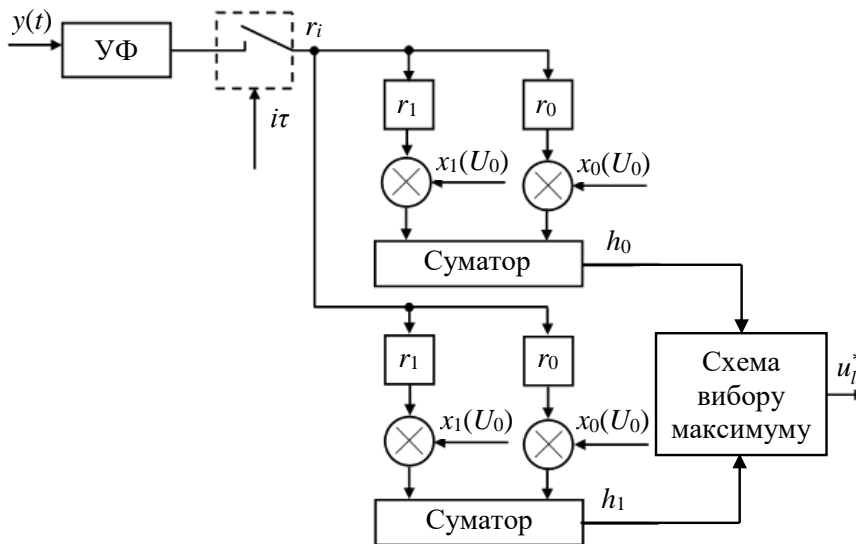 y(t)
УФ
r_i
iτ
r_1
r_0
x_1(U_0)
x_0(U_0)
Суматор
h_0
r_1
r_0
x_1(U_0)
x_0(U_0)
Суматор
h_1
Схема
вибору
максимуму
u_l^*